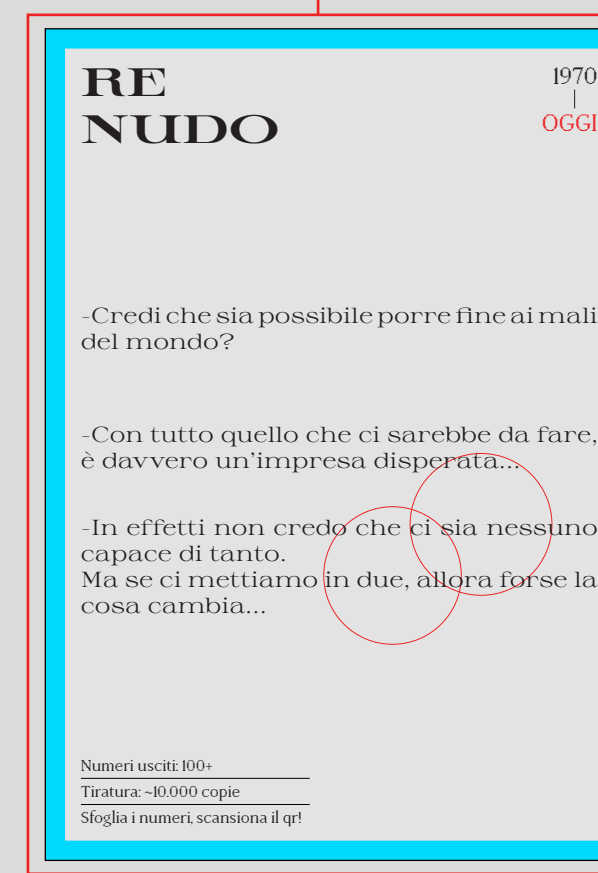 RE
NUDO
1970
OGGI
-Credi che sia possibile porre fine ai mali
del mondo?
-Con tutto quello che ci sarebbe da fare,
è davvero un'impresa disperata...
-In effetti non credo che ci sia nessuno
capace di tanto.
Ma se ci mettiamo in due, allora forse la
cosa cambia...
Numeri usciti: 100+
Tiratura: ~10.000 copie
Sfoglia i numeri, scansiona il qr!